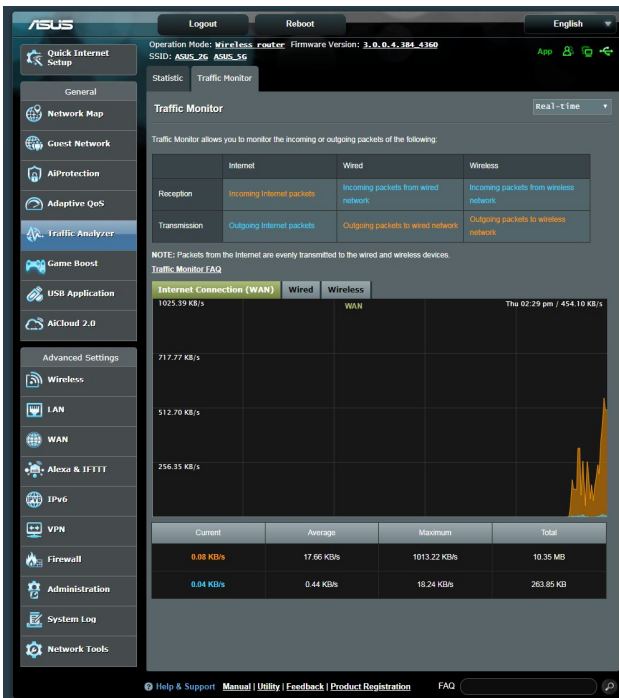 ASUS
Logout
Reboot
English
Quick Internet Setup
Operation Mode: Wireless router Firmware Version: 3.0.0.4.384_4360
SSID: ASUS_2G ASUS_5G
App
Statistic
Traffic Monitor
General
Network Map
Guest Network
AiProtection
Adaptive QoS
Traffic Analyzer
Game Boost
USB Application
AiCloud 2.0
Advanced Settings
Wireless
LAN
WAN
Alexa & IFTTT
IPv6
VPN
Firewall
Administration
System Log
Network Tools
Traffic Monitor
Real-time
Traffic Monitor allows you to monitor the incoming or outgoing packets of the following:
Internet Wired Wireless
Reception
Incoming Internet packets
Incoming packets from wired network
Incoming packets from wireless network
Transmission
Outgoing Internet packets
Outgoing packets to wired network
Outgoing packets to wireless network
NOTE: Packets from the Internet are evenly transmitted to the wired and wireless devices.
Traffic Monitor FAQ
Internet Connection (WAN) Wired Wireless
1025.39 KB/s
WAN
Thu 02:29 pm / 454.10 KB/s
717.77 KB/s
512.70 KB/s
256.35 KB/s
Current Average Maximum Total
0.08 KB/s 17.66 KB/s 1013.22 KB/s 10.35 MB
0.04 KB/s 0.44 KB/s 18.24 KB/s 263.85 KB
Help & Support Manual | Utility | Feedback | Product Registration FAQ